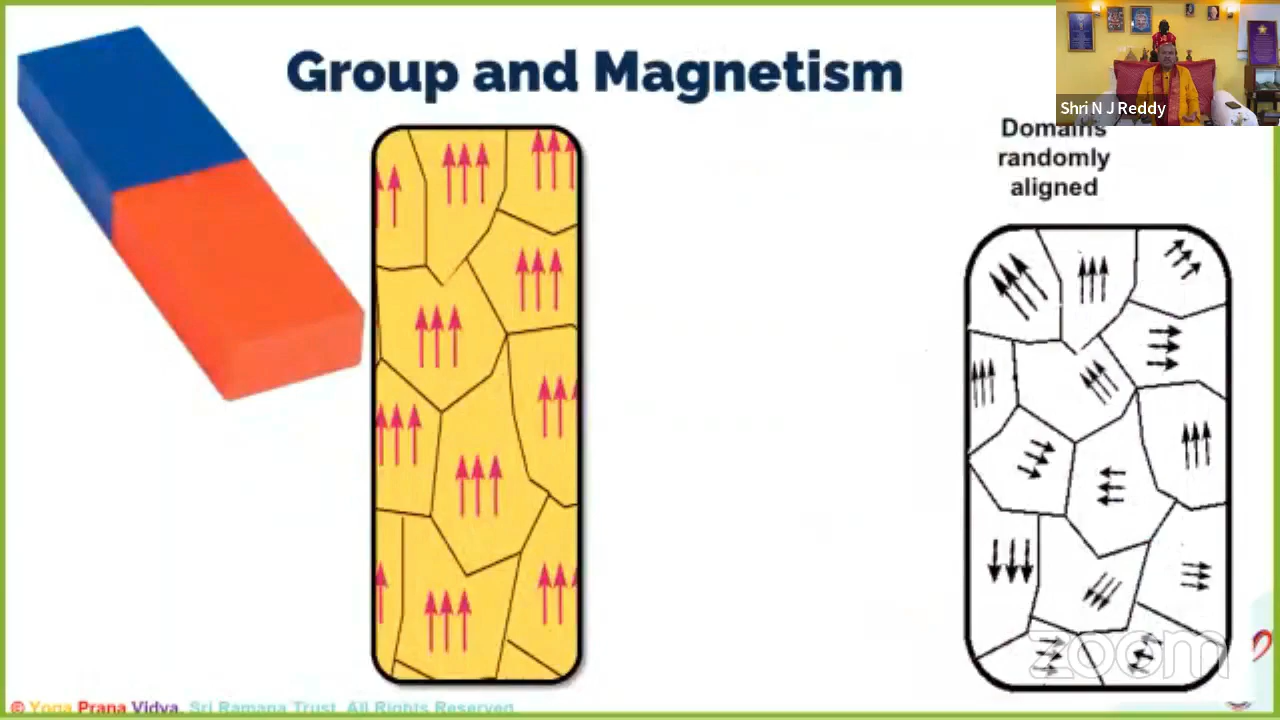 Group and Magnetism
Shri N J Reddy
Domains
randomly
aligned
zoom
® Yoga Prana Vidya, Sri Ramana Trust, All Rights Reserved